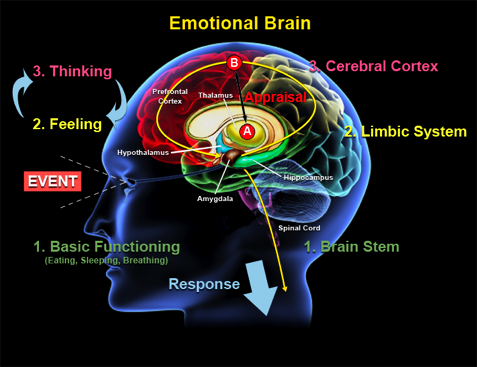 Emotional Brain
B
3. Cerebral Cortex
3. Thinking
Prefrontal
Cortex
Thalamus
Appraisal
2. Feeling
A
2. Limbic System
Hypothalamus
EVENT
Hippocampus
Amygdala
Spinal Cord
1. Basic Functioning
(Eating, Sleeping, Breathing)
1. Brain Stem
Response